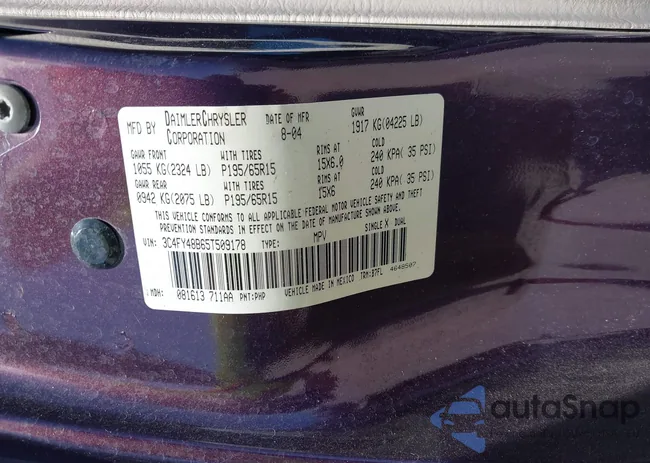 MFD BY DAIMLERCHRYSLER CORPORATION DATE OF MFR 8-04 GVWR 1917 KG(04225 LB)
GAWR FRONT WITH TIRES RIMS AT COLD
1055 KG(2324 LB) P195/65R15 15X6.0 240 KPA( 35 PSI)
GAWR REAR WITH TIRES RIMS AT COLD
0942 KG(2075 LB) P195/65R15 15X6 240 KPA( 35 PSI)
THIS VEHICLE CONFORMS TO ALL APPLICABLE FEDERAL MOTOR VEHICLE SAFETY AND THEFT
PREVENTION STANDARDS IN EFFECT ON THE DATE OF MANUFACTURE SHOWN ABOVE.
VIN: 3C4FY48B65T509178 TYPE: MPV SINGLE X DUAL
MDH: 081613 711AA PNT:PHP VEHICLE MADE IN MEXICO TRM:B7FL 4648507
autoSnap